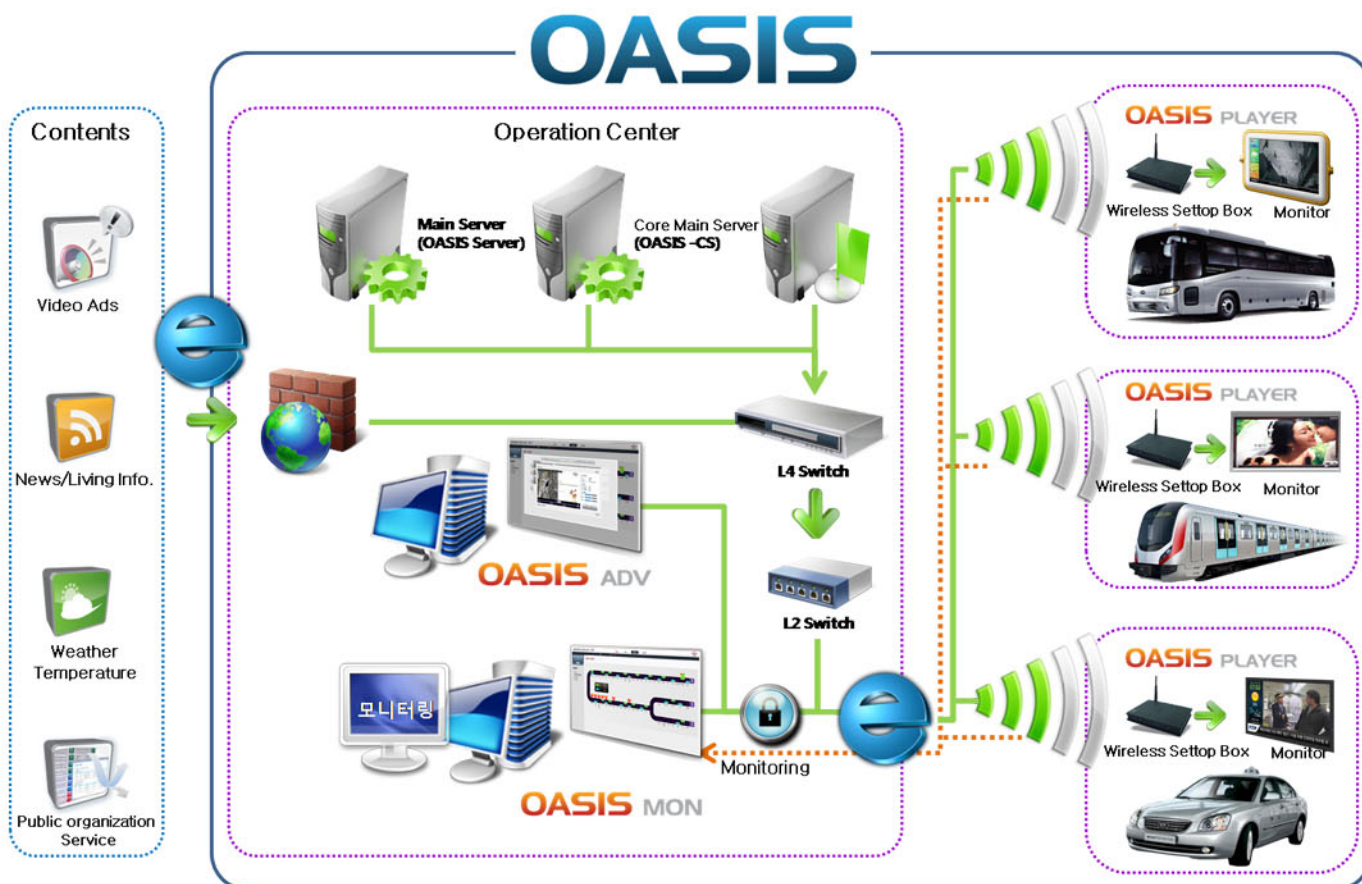 OASIS
Contents
Video Ads
News/Living Info.
Weather
Temperature
Public organization
Service
Operation Center
Main Server
(OASIS Server)
Core Main Server
(OASIS -CS)
L4 Switch
OASIS ADV
L2 Switch
모니터링
Monitoring
OASIS MON
OASIS PLAYER
Wireless Settop Box
Monitor
OASIS PLAYER
Wireless Settop Box
Monitor
OASIS PLAYER
Wireless Settop Box
Monitor